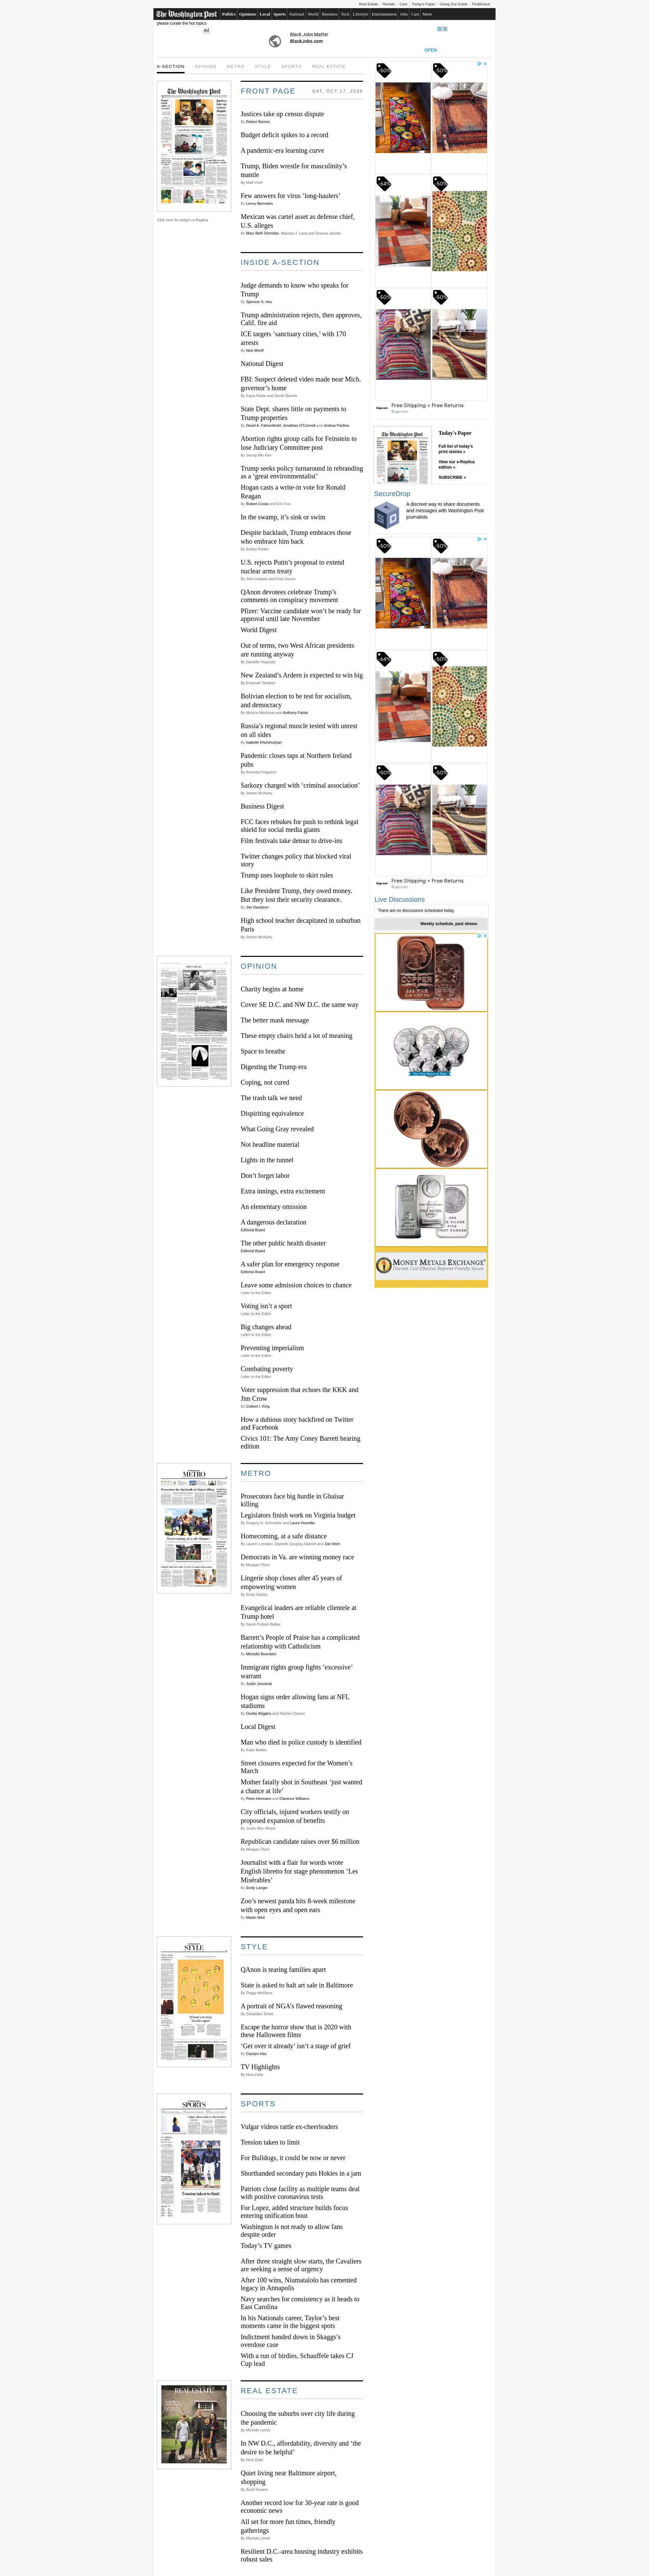 Real Estate Rentals Cars Today's Paper Going Out Guide Find&Save
The Washington Post Politics Opinions Local Sports National World Business Tech Lifestyle Entertainment Jobs Cars More
please curate the hot topics
Ad
Black Jobs Matter
BlackJobs.com
OPEN
A-SECTION OPINION METRO STYLE SPORTS REAL ESTATE
The Washington Post
Click here for today's e-Replica
FRONT PAGE SAT, OCT 17, 2020
Justices take up census dispute
By Robert Barnes
Budget deficit spikes to a record
A pandemic-era learning curve
Trump, Biden wrestle for masculinity's
mantle
By Matt Viser
Few answers for virus 'long-haulers'
By Lenny Bernstein
Mexican was cartel asset as defense chief,
U.S. alleges
By Mary Beth Sheridan, Marissa J. Lang and Shayna Jacobs
INSIDE A-SECTION
Judge demands to know who speaks for
Trump
By Spencer S. Hsu
Trump administration rejects, then approves,
Calif. fire aid
ICE targets 'sanctuary cities,' with 170
arrests
By Nick Miroff
National Digest
FBI: Suspect deleted video made near Mich.
governor's home
By Kayla Ruble and Devlin Barrett
State Dept. shares little on payments to
Trump properties
By David A. Fahrenthold, Jonathan O'Connell and Joshua Partlow
Abortion rights group calls for Feinstein to
lose Judiciary Committee post
By Seung Min Kim
Trump seeks policy turnaround in rebranding
as a 'great environmentalist'
Hogan casts a write-in vote for Ronald
Reagan
By Robert Costa and Erin Cox
In the swamp, it's sink or swim
Despite backlash, Trump embraces those
who embrace him back
By Ashley Parker
U.S. rejects Putin's proposal to extend
nuclear arms treaty
By John Hudson and Paul Sonne
QAnon devotees celebrate Trump's
comments on conspiracy movement
Pfizer: Vaccine candidate won't be ready for
approval until late November
World Digest
Out of terms, two West African presidents
are running anyway
By Danielle Paquette
New Zealand's Ardern is expected to win big
By Emanuel Stoakes
Bolivian election to be test for socialism,
and democracy
By Monica Machicao and Anthony Faiola
Russia's regional muscle tested with unrest
on all sides
By Isabelle Khurshudyan
Pandemic closes taps at Northern Ireland
pubs
By Amanda Ferguson
Sarkozy charged with 'criminal association'
By James McAuley
Business Digest
FCC faces rebukes for push to rethink legal
shield for social media giants
Film festivals take detour to drive-ins
Twitter changes policy that blocked viral
story
Trump uses loophole to skirt rules
Like President Trump, they owed money.
But they lost their security clearance.
By Joe Davidson
High school teacher decapitated in suburban
Paris
By James McAuley
OPINION
Charity begins at home
Cover SE D.C. and NW D.C. the same way
The better mask message
These empty chairs held a lot of meaning
Space to breathe
Digesting the Trump era
Coping, not cured
The trash talk we need
Dispiriting equivalence
What Going Gray revealed
Not headline material
Lights in the tunnel
Don't forget labor
Extra innings, extra excitement
An elementary omission
A dangerous declaration
Editorial Board
The other public health disaster
Editorial Board
A safer plan for emergency response
Editorial Board
Leave some admission choices to chance
Letter to the Editor
Voting isn't a sport
Letter to the Editor
Big changes ahead
Letter to the Editor
Preventing imperialism
Letter to the Editor
Combating poverty
Letter to the Editor
Voter suppression that echoes the KKK and
Jim Crow
By Colbert I. King
How a dubious story backfired on Twitter
and Facebook
Civics 101: The Amy Coney Barrett hearing
edition
METRO
METRO
Prosecutors face big hurdle in Ghaisar
killing
Legislators finish work on Virginia budget
By Gregory S. Schneider and Laura Vozzella
Homecoming, at a safe distance
By Lauren Lumpkin, Danielle Douglas-Gabriel and Joe Heim
Democrats in Va. are winning money race
By Meagan Flynn
Lingerie shop closes after 45 years of
empowering women
By Emily Davies
Evangelical leaders are reliable clientele at
Trump hotel
By Sarah Pulliam Bailey
Barrett's People of Praise has a complicated
relationship with Catholicism
By Michelle Boorstein
Immigrant rights group fights 'excessive'
warrant
By Justin Jouvenal
Hogan signs order allowing fans at NFL
stadiums
By Ovetta Wiggins and Rachel Chason
Local Digest
Man who died in police custody is identified
By Katie Mettler
Street closures expected for the Women's
March
Mother fatally shot in Southeast 'just wanted
a chance at life'
By Peter Hermann and Clarence Williams
City officials, injured workers testify on
proposed expansion of benefits
By Justin Wm. Moyer
Republican candidate raises over $6 million
By Meagan Flynn
Journalist with a flair for words wrote
English libretto for stage phenomenon 'Les
Misérables'
By Emily Langer
Zoo's newest panda hits 8-week milestone
with open eyes and open ears
By Martin Weil
STYLE
STYLE
QAnon is tearing families apart
State is asked to halt art sale in Baltimore
By Peggy McGlone
A portrait of NGA's flawed reasoning
By Sebastian Smee
Escape the horror show that is 2020 with
these Halloween films
'Get over it already' isn't a stage of grief
By Carolyn Hax
TV Highlights
By Nina Zafar
SPORTS
SPORTS
Tension taken to limit
Vulgar videos rattle ex-cheerleaders
Tension taken to limit
For Bulldogs, it could be now or never
Shorthanded secondary puts Hokies in a jam
Patriots close facility as multiple teams deal
with positive coronavirus tests
For Lopez, added structure builds focus
entering unification bout
Washington is not ready to allow fans
despite order
Today's TV games
After three straight slow starts, the Cavaliers
are seeking a sense of urgency
After 100 wins, Niumatalolo has cemented
legacy in Annapolis
Navy searches for consistency as it heads to
East Carolina
In his Nationals career, Taylor's best
moments came in the biggest spots
Indictment handed down in Skaggs's
overdose case
With a run of birdies, Schauffele takes CJ
Cup lead
REAL ESTATE
REAL ESTATE
Choosing the suburbs over city life during
the pandemic
By Michele Lerner
In NW D.C., affordability, diversity and 'the
desire to be helpful'
By Nina Zafar
Quiet living near Baltimore airport,
shopping
By Scott Sowers
Another record low for 30-year rate is good
economic news
All set for more fun times, friendly
gatherings
By Michele Lerner
Resilient D.C.-area housing industry exhibits
robust sales
-50% -50%
-64% -50%
-50% -50%
Rugs.com Free Shipping + Free Returns
Rugs.com
The Washington Post
Today's Paper
Full list of today's
print stories »
View our e-Replica
edition »
SUBSCRIBE »
SecureDrop
A discreet way to share documents
and messages with Washington Post
journalists
-50% -50%
-64% -50%
-50% -50%
Rugs.com Free Shipping + Free Returns
Rugs.com
Live Discussions
There are no discussions scheduled today.
Weekly schedule, past shows
COPPER
MONEY METALS EXCHANGE
Discreet. Cost Effective. Beginner-Friendly. Secure.